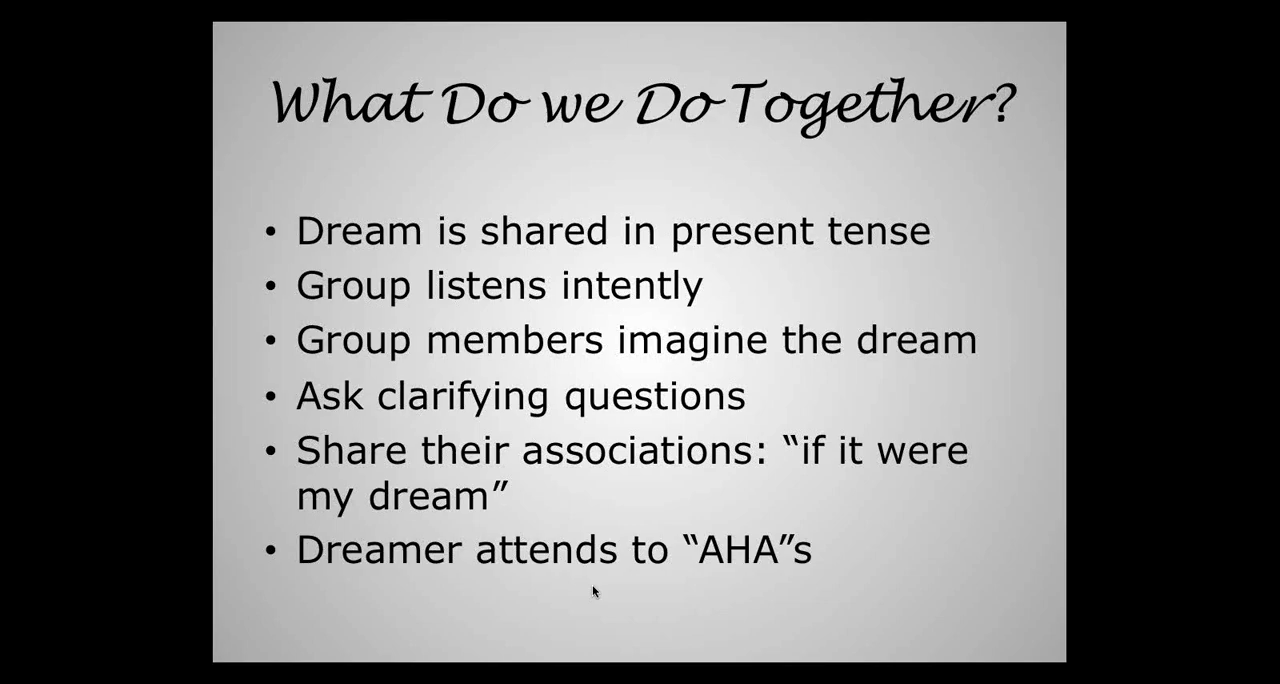 What Do we Do Together?
• Dream is shared in present tense
• Group listens intently
• Group members imagine the dream
• Ask clarifying questions
• Share their associations: “if it were
my dream”
• Dreamer attends to “AHA”s